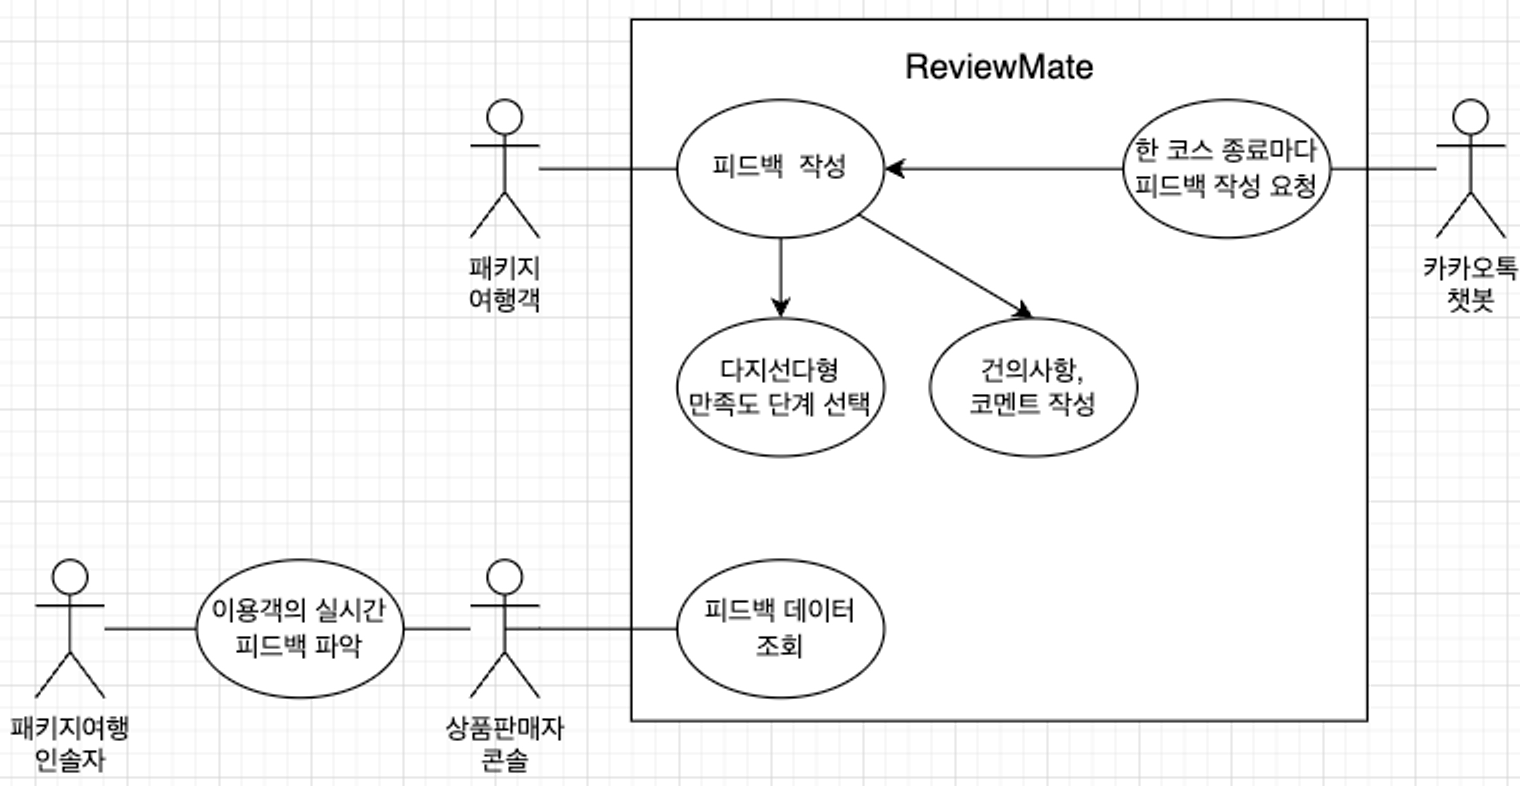 ReviewMate
피드백 작성
한 코스 종료마다
피드백 작성 요청
패키지
여행객
카카오톡
챗봇
다지선다형
만족도 단계 선택
건의사항,
코멘트 작성
이용객의 실시간
피드백 파악
피드백 데이터
조회
패키지여행
인솔자
상품판매자
콘솔